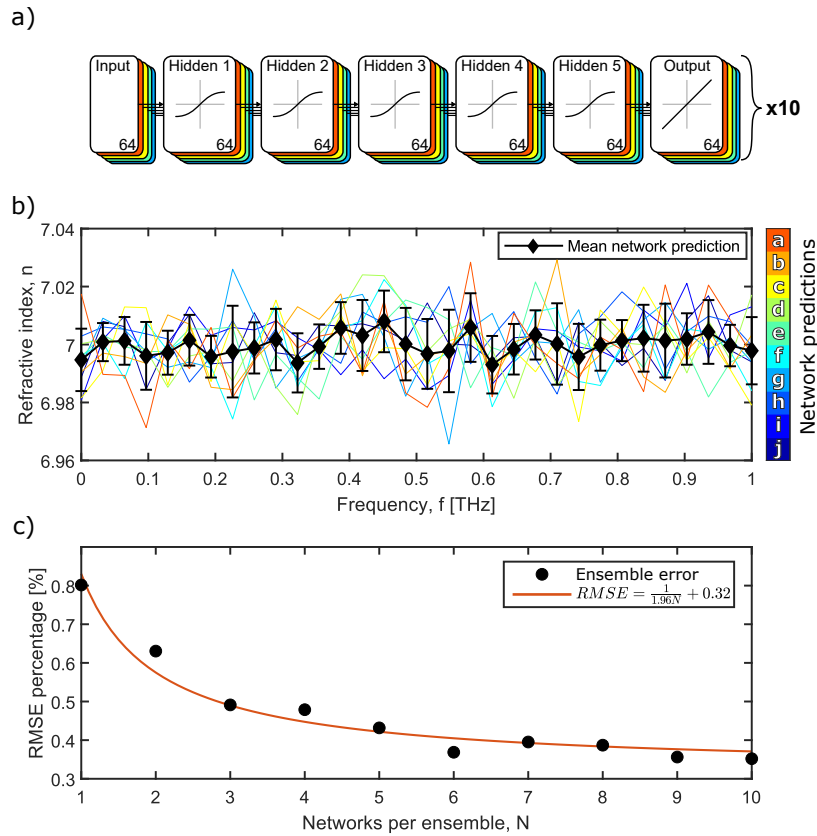 a)
Input Hidden 1 Hidden 2 Hidden 3 Hidden 4 Hidden 5 Output
x10
64 64 64 64 64 64 64
b)
7.04
7.02
7
6.98
6.96
Refractive index, n
Mean network prediction
0 0.1 0.2 0.3 0.4 0.5 0.6 0.7 0.8 0.9 1
Frequency, f [THz]
a
b
c
d
e
f
g
h
i
j
Network predictions
c)
0.8
0.7
0.6
0.5
0.4
0.3
RMSE percentage [%]
Ensemble error
RMSE = 1/1.96N + 0.32
1 2 3 4 5 6 7 8 9 10
Networks per ensemble, N